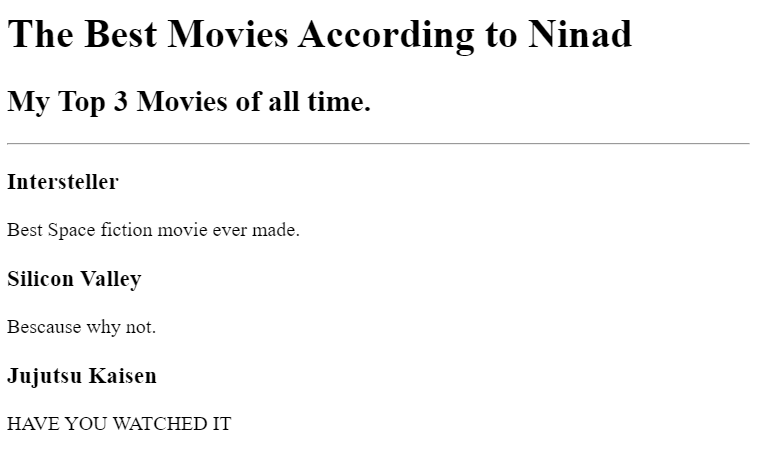 The Best Movies According to Ninad
My Top 3 Movies of all time.
Intersteller
Best Space fiction movie ever made.
Silicon Valley
Bescause why not.
Jujutsu Kaisen
HAVE YOU WATCHED IT